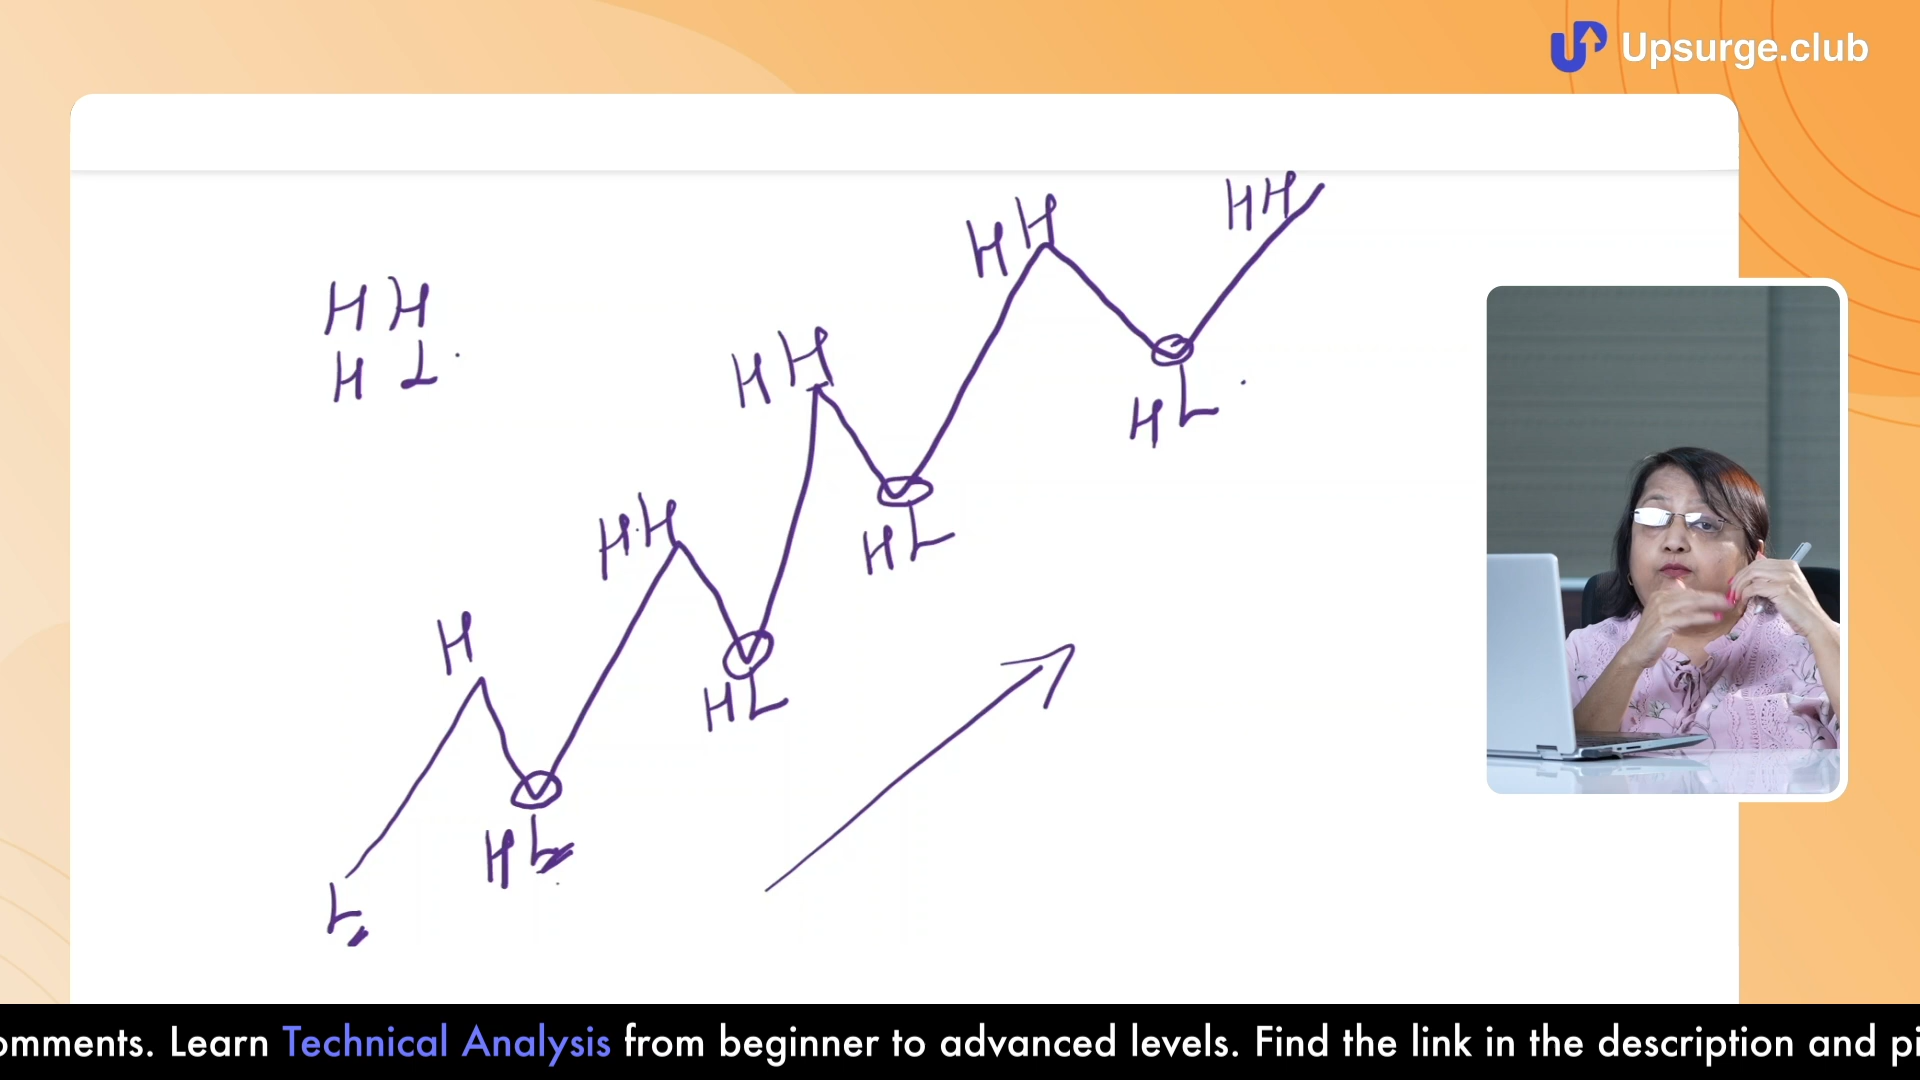 Upsurge.club
HH
HH
HH
HL
HH
HL
HH
HL
H
HL
HL
L
omments. Learn Technical Analysis from beginner to advanced levels. Find the link in the description and pi